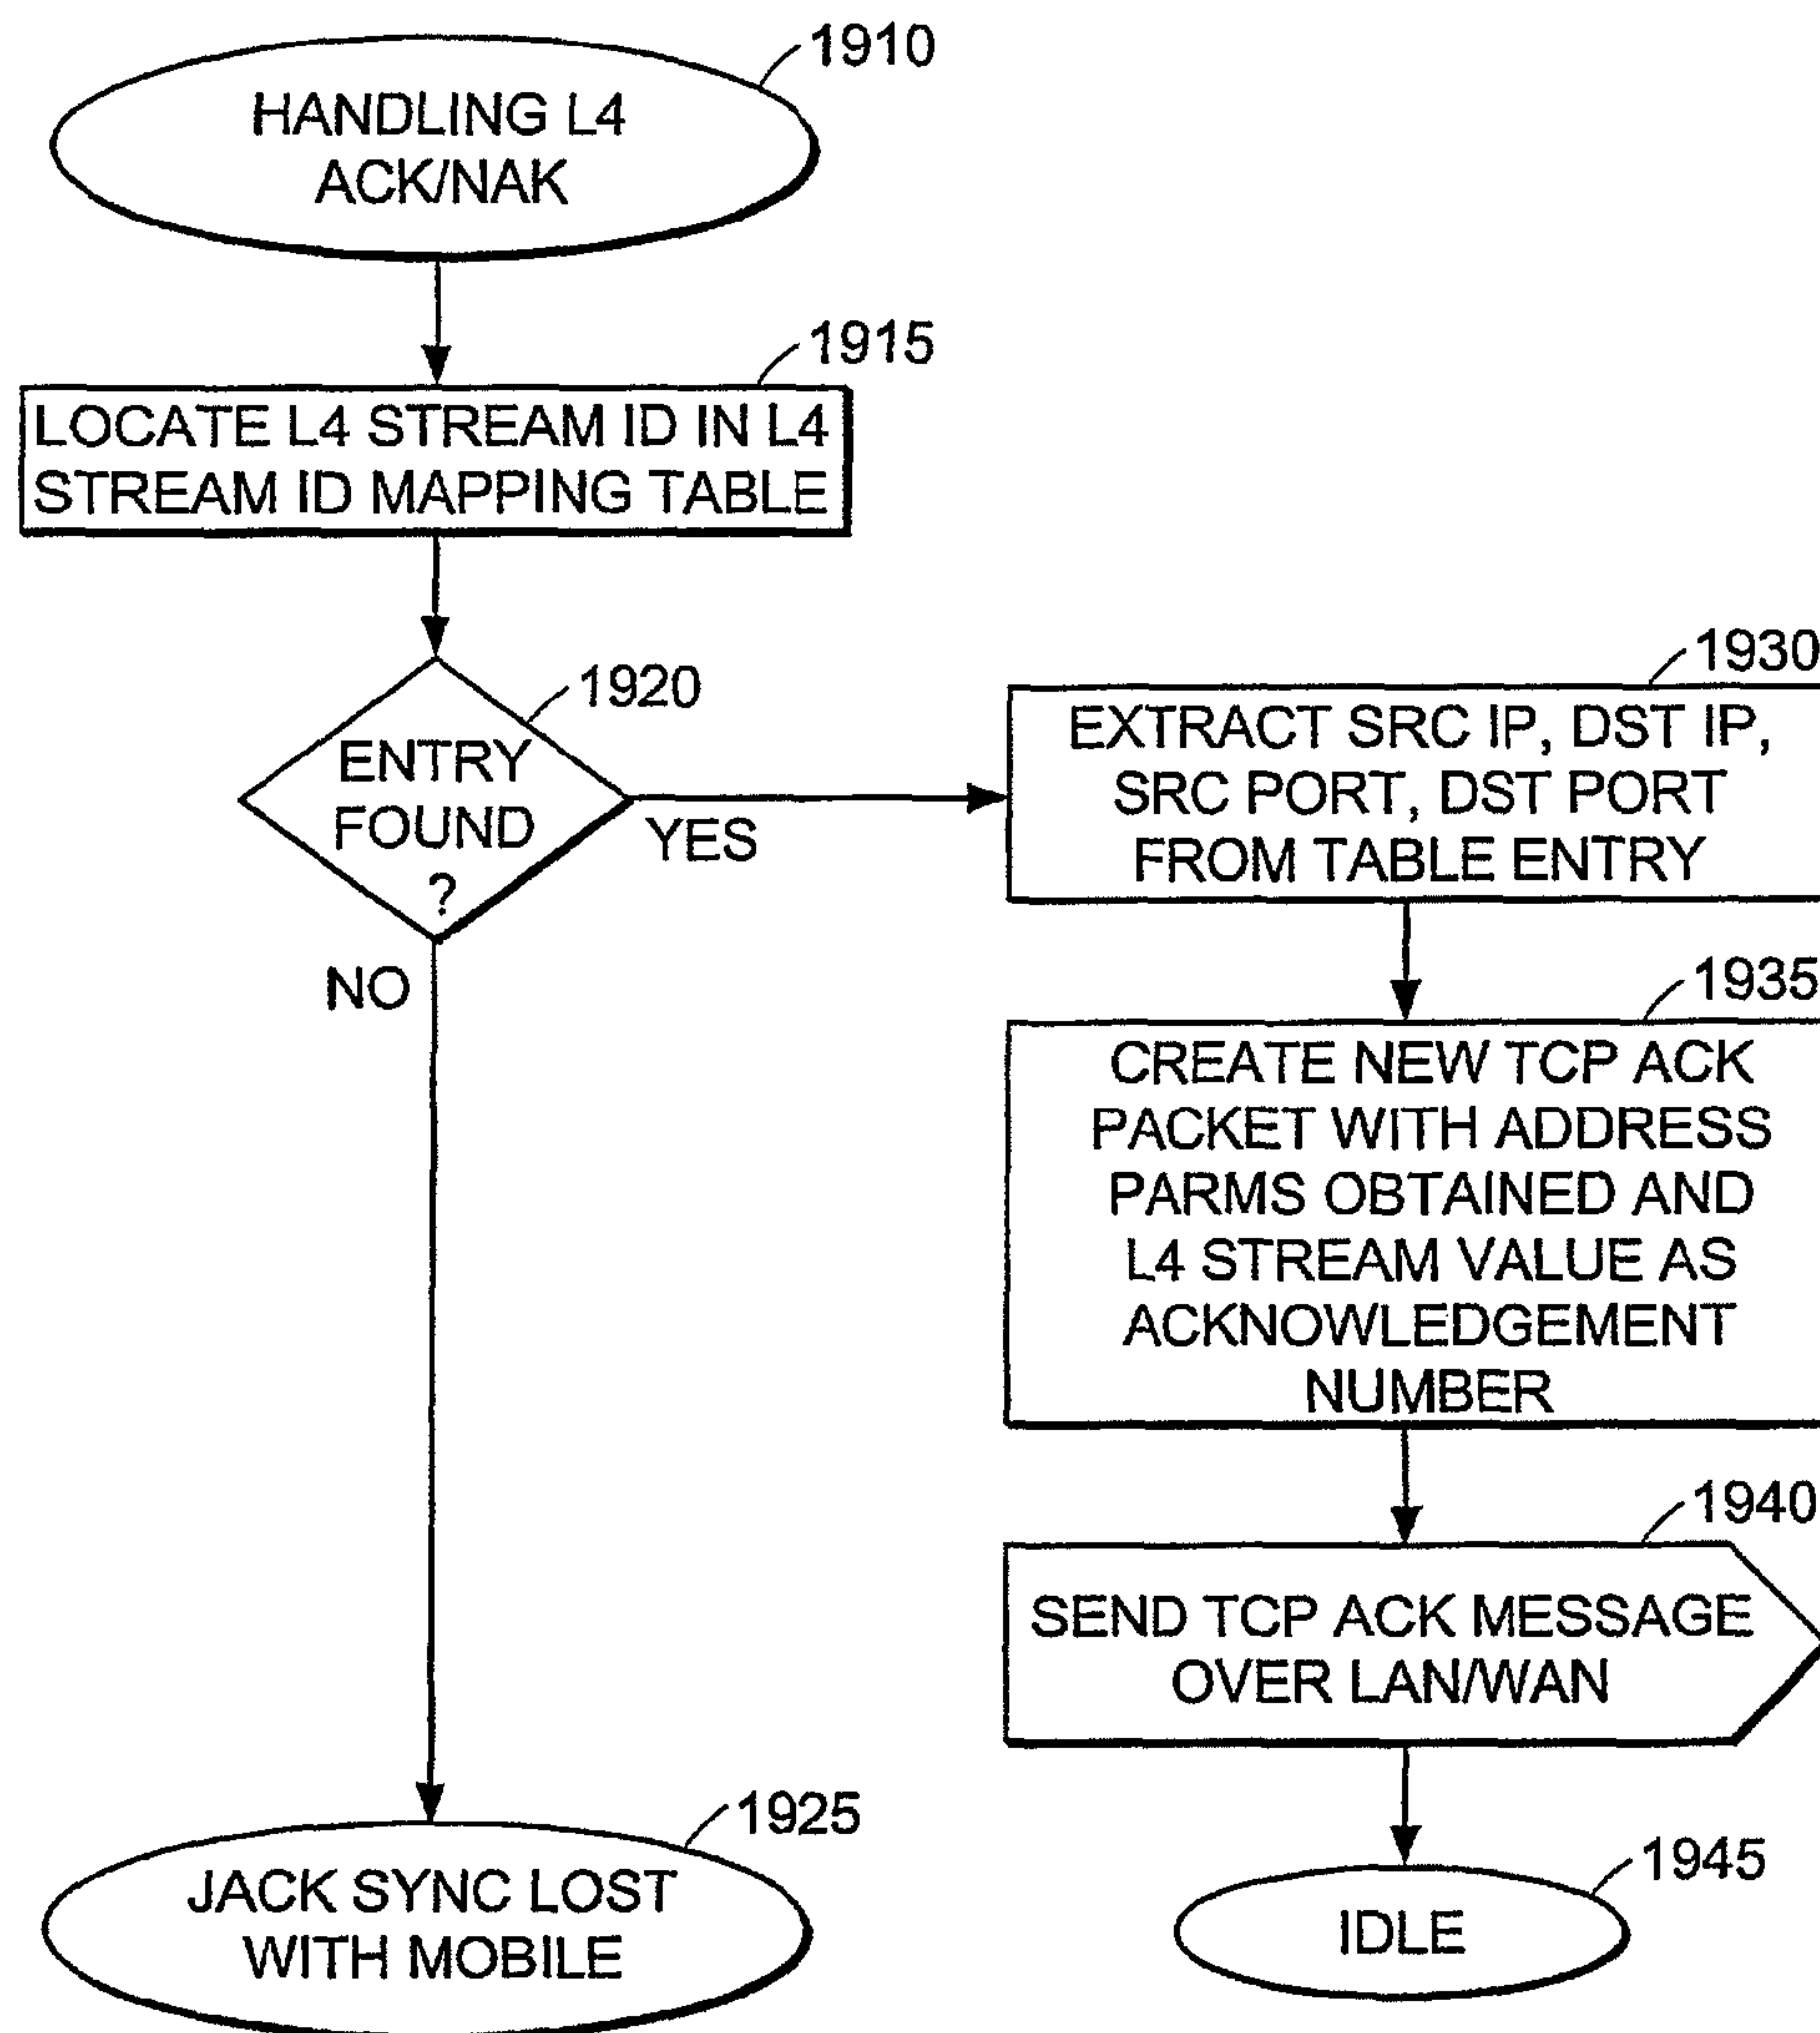 1910
HANDLING L4
ACK/NAK
1915
LOCATE L4 STREAM ID IN L4
STREAM ID MAPPING TABLE
1920
ENTRY
FOUND
?
YES
NO
1930
EXTRACT SRC IP, DST IP,
SRC PORT, DST PORT
FROM TABLE ENTRY
1935
CREATE NEW TCP ACK
PACKET WITH ADDRESS
PARMS OBTAINED AND
L4 STREAM VALUE AS
ACKNOWLEDGEMENT
NUMBER
1940
SEND TCP ACK MESSAGE
OVER LAN/WAN
1925
JACK SYNC LOST
WITH MOBILE
1945
IDLE